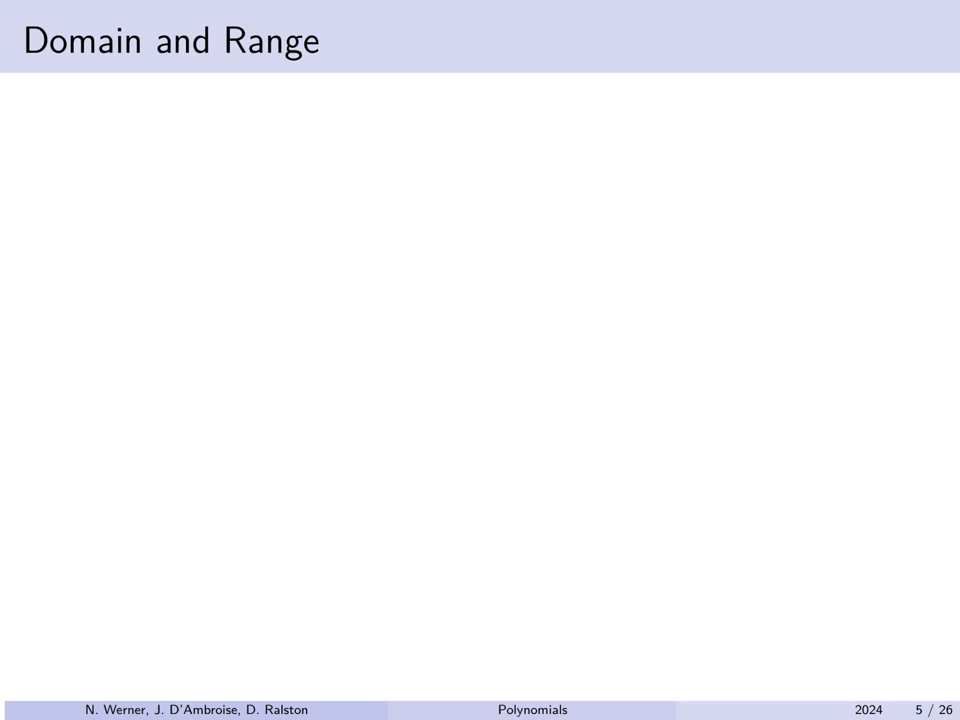 Domain and Range
N. Werner, J. D'Ambroise, D. Ralston Polynomials 2024 5 / 26